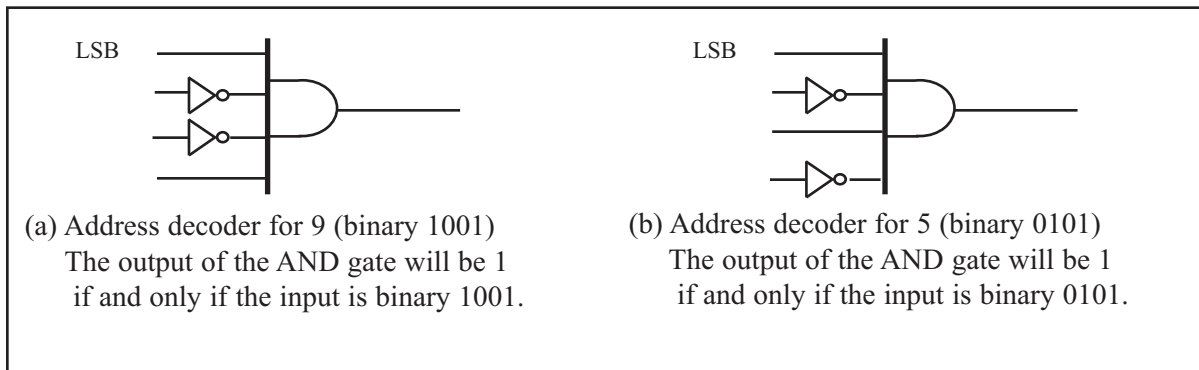 LSB
(a) Address decoder for 9 (binary 1001)
The output of the AND gate will be 1
if and only if the input is binary 1001.
LSB
(b) Address decoder for 5 (binary 0101)
The output of the AND gate will be 1
if and only if the input is binary 0101.